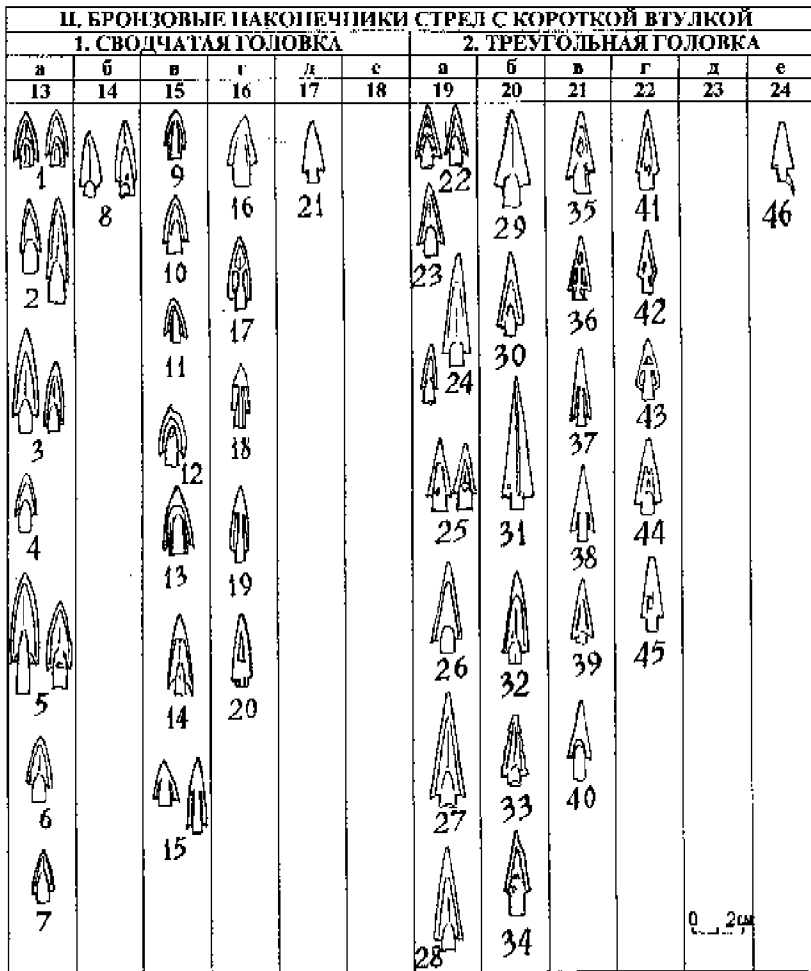 II. БРОНЗОВЫЕ НАКОНЕЧНИКИ СТРЕЛ С КОРОТКОЙ ВТУЛКОЙ
1. СВОДЧАТАЯ ГОЛОВКА 2. ТРЕУГОЛЬНАЯ ГОЛОВКА
а б в г д е а б в г д е
13 14 15 16 17 18 19 20 21 22 23 24
1 8 9 16 21 22 29 35 41 46
2 10 17 23 30 36 42
3 11 18 24 31 37 43
4 12 19 25 32 38 44
5 13 20 26 33 39 45
6 14 27 34 40
7 15 28
0 2см